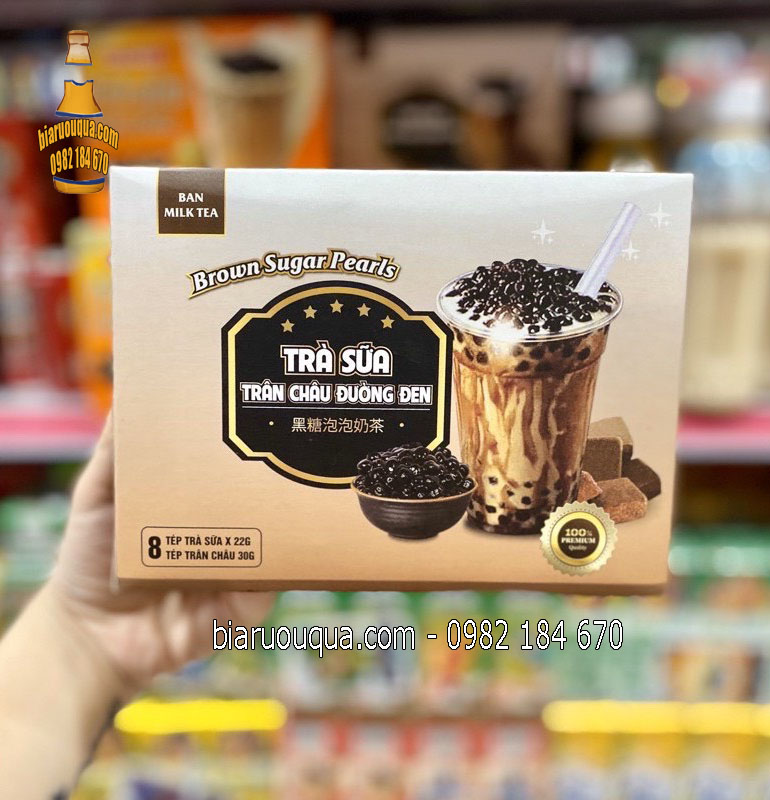 biaruouqua.com
0982 184 670
BAN
MILK TEA
Brown Sugar Pearls
TRÀ SỮA
TRÂN CHÂU ĐƯỜNG ĐEN
· 黑糖泡泡奶茶 ·
8 TÉP TRÀ SỮA X 22G
TÉP TRÂN CHÂU 30G
100%
PREMIUM
Quality
biaruouqua.com - 0982 184 670